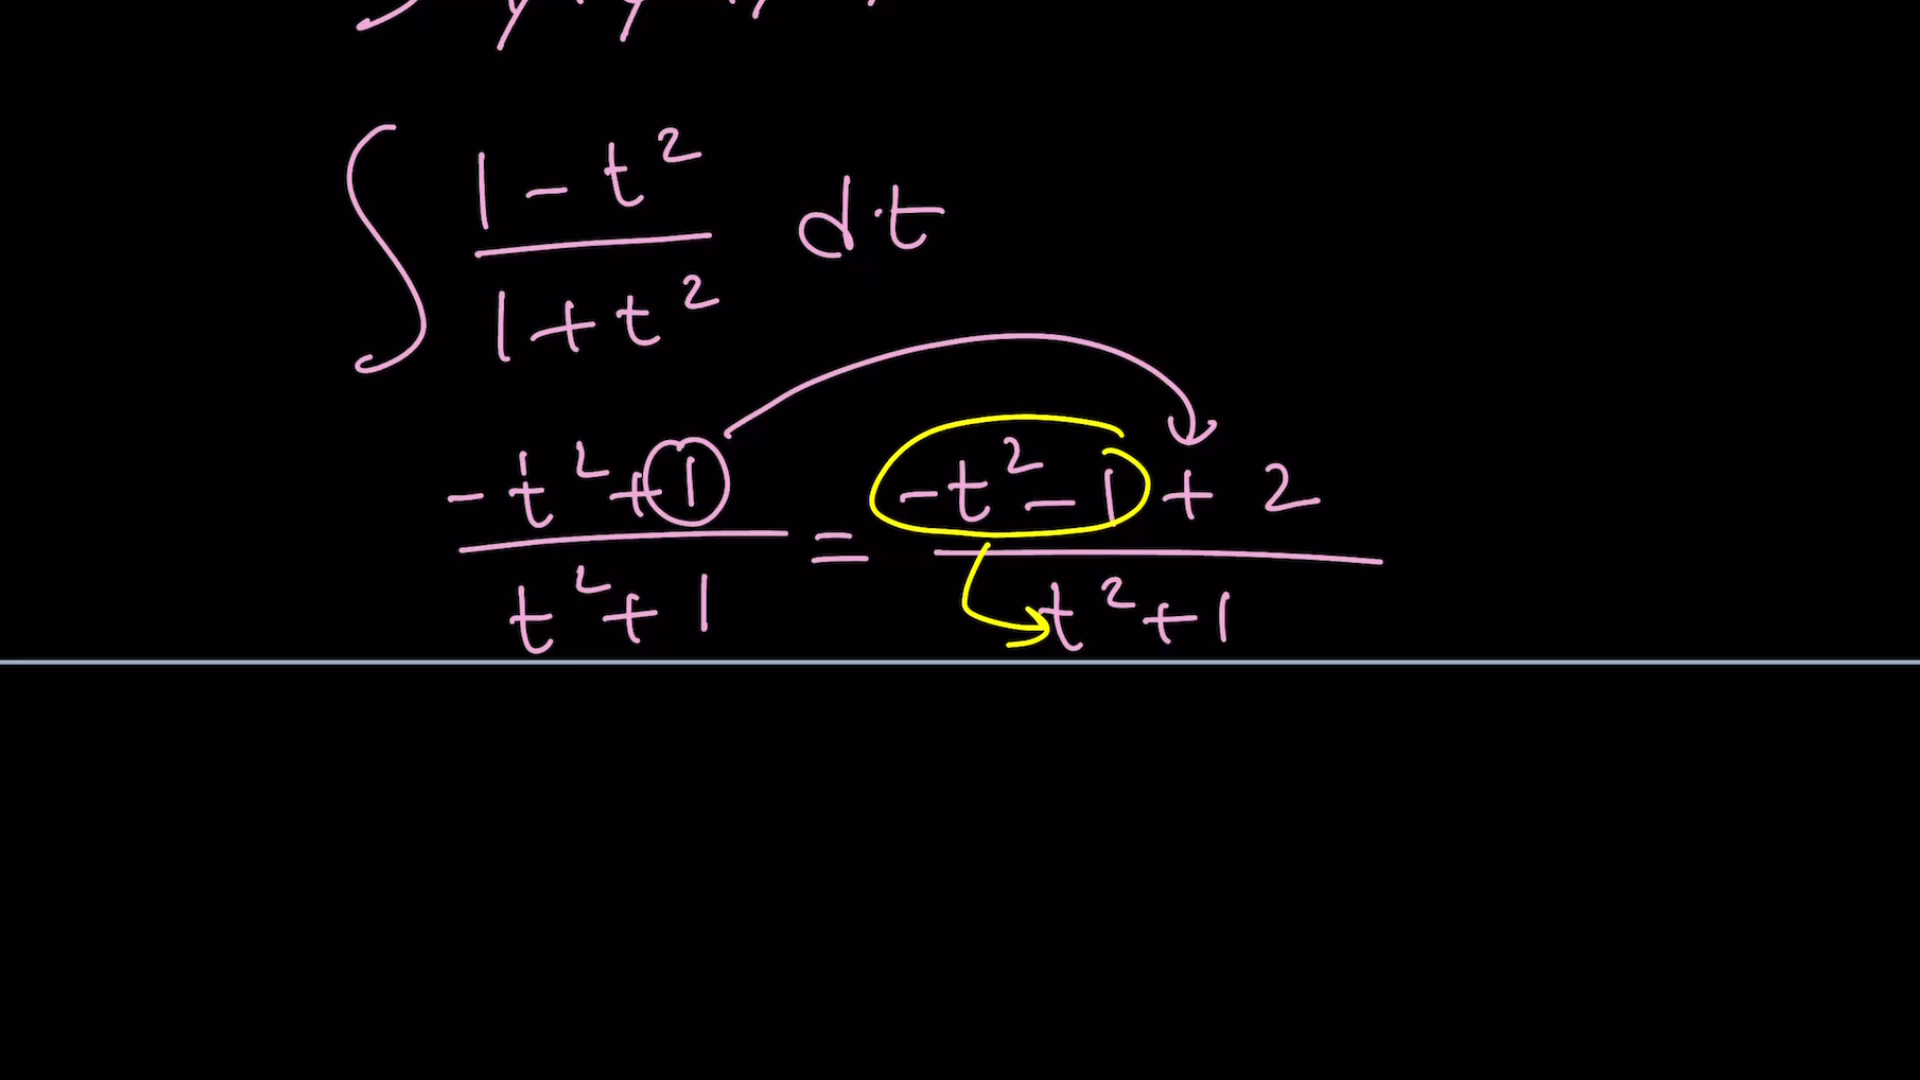 ∫ (1 - t²)/(1 + t²) dt
(-t² + 1)/(t² + 1) = (-t² - 1 + 2)/(t² + 1)